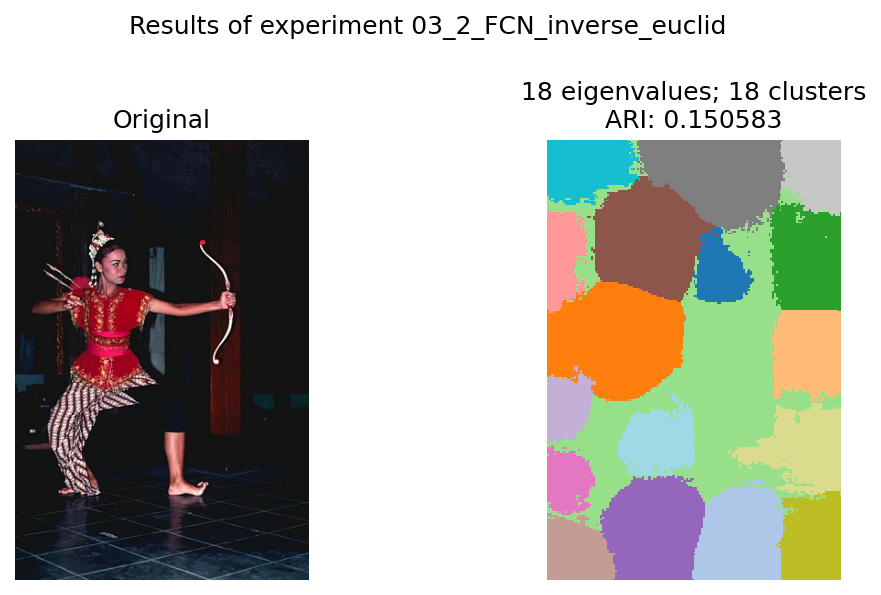 Results of experiment 03_2_FCN_inverse_euclid
Original
18 eigenvalues; 18 clusters
ARI: 0.150583